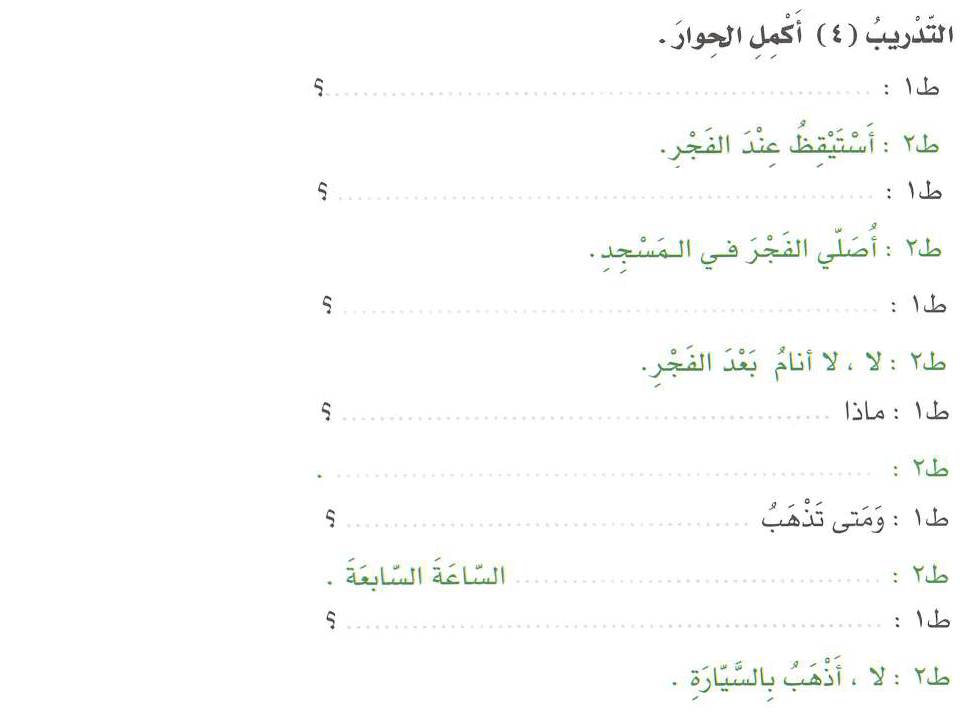 التّدْريبُ (٤) أَكْمِلِ الحِوارَ .
ط١ : ........................................................ ؟
ط٢ : أَسْتَيْقِظُ عِنْدَ الفَجْرِ.
ط١ : ........................................................ ؟
ط٢ : أُصَلّي الفَجْرَ في المَسْجِدِ.
ط١ : ........................................................ ؟
ط٢ : لا ، لا أنامُ بَعْدَ الفَجْرِ.
ط١ : ماذا ................................................ ؟
ط٢ : ........................................................ .
ط١ : وَمَتى تَذْهَبُ ........................................ ؟
ط٢ : ........................................ السّاعَةَ السّابعَةَ .
ط١ : ........................................................ ؟
ط٢ : لا ، أَذْهَبُ بِالسَّيّارَةِ .